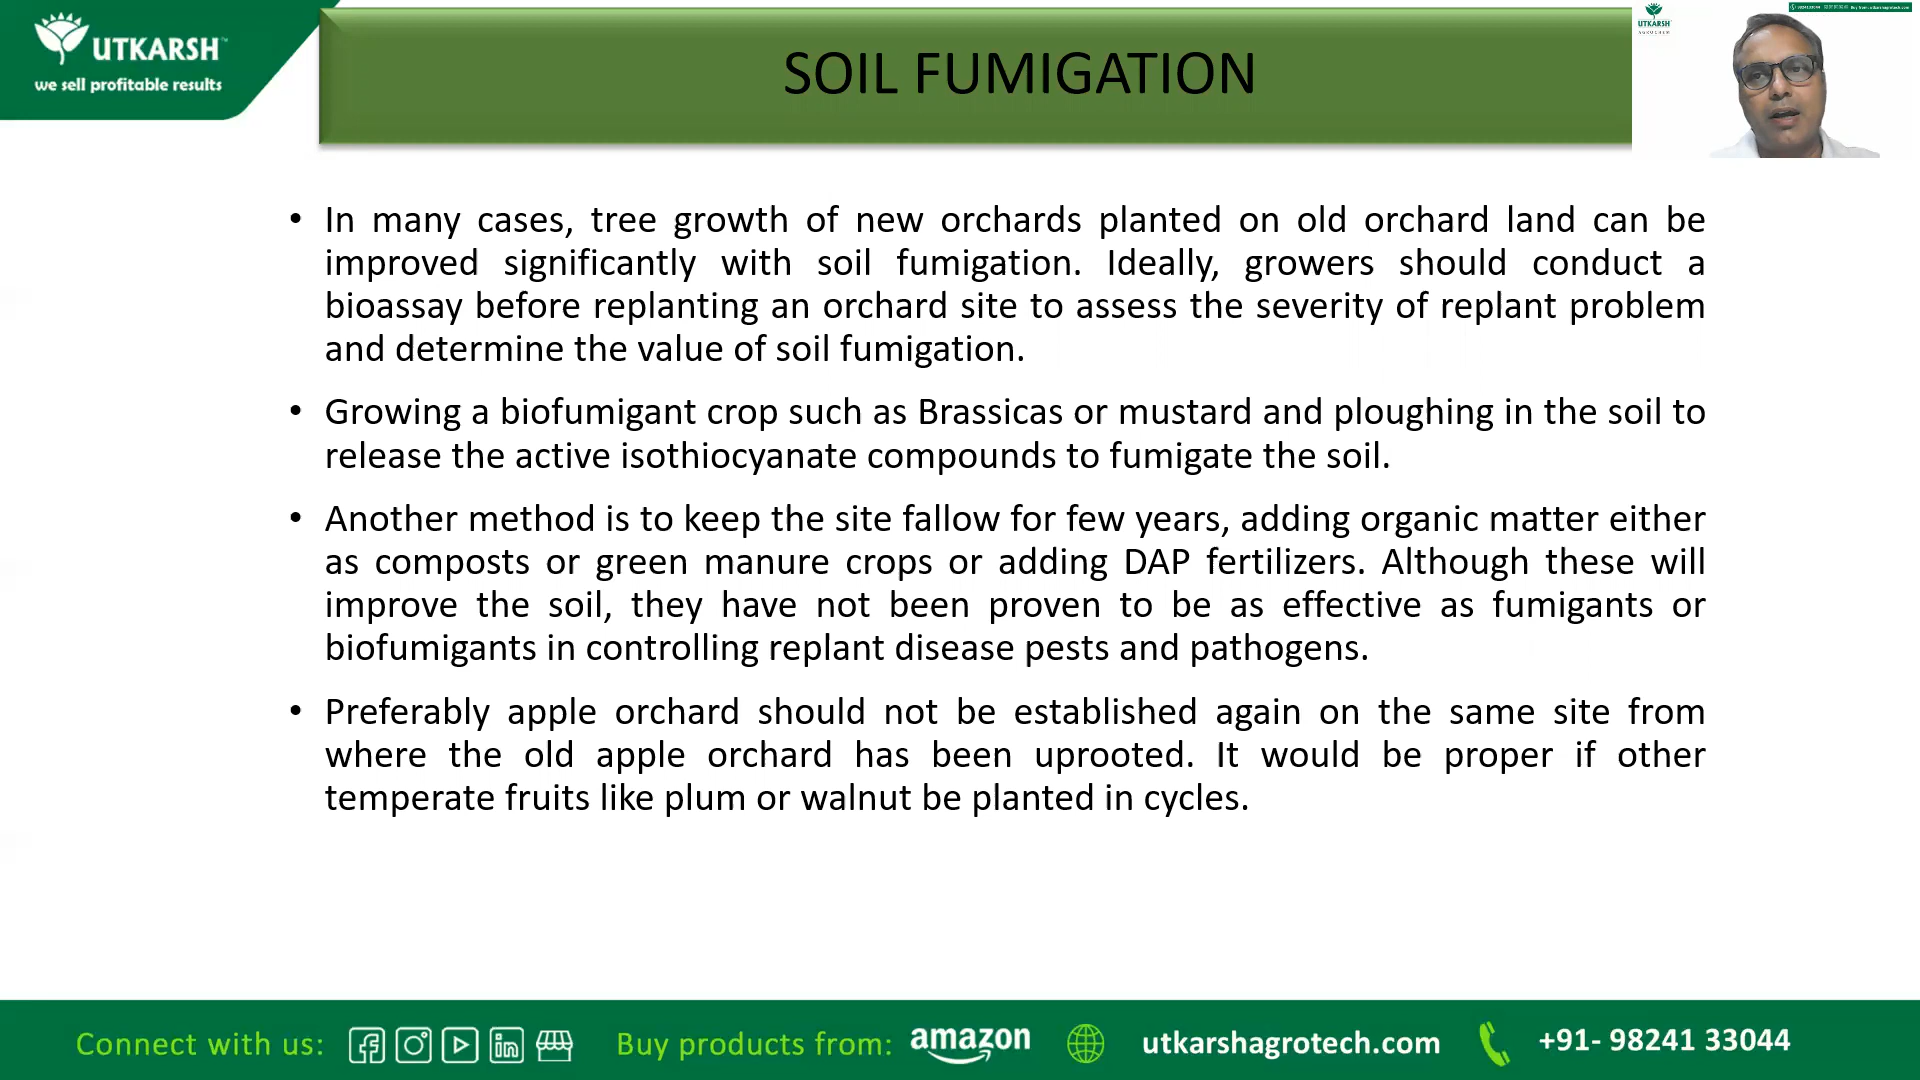 UTKARSH™
we sell profitable results
SOIL FUMIGATION
UTKARSH
AGROCHEM
• In many cases, tree growth of new orchards planted on old orchard land can be
improved significantly with soil fumigation. Ideally, growers should conduct a
bioassay before replanting an orchard site to assess the severity of replant problem
and determine the value of soil fumigation.
• Growing a biofumigant crop such as Brassicas or mustard and ploughing in the soil to
release the active isothiocyanate compounds to fumigate the soil.
• Another method is to keep the site fallow for few years, adding organic matter either
as composts or green manure crops or adding DAP fertilizers. Although these will
improve the soil, they have not been proven to be as effective as fumigants or
biofumigants in controlling replant disease pests and pathogens.
• Preferably apple orchard should not be established again on the same site from
where the old apple orchard has been uprooted. It would be proper if other
temperate fruits like plum or walnut be planted in cycles.
Connect with us: Buy products from: amazon utkarshagrotech.com +91- 98241 33044